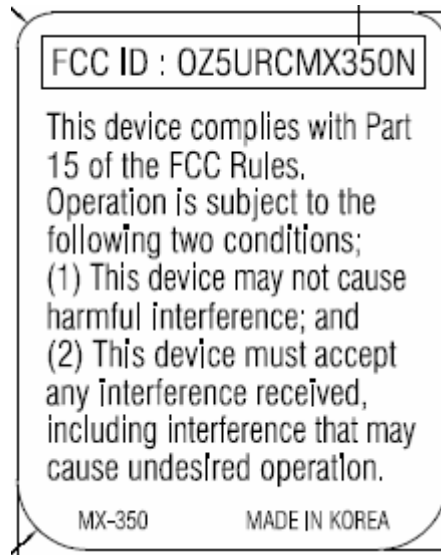 FCC ID : OZ5URCMX350N
This device complies with Part
15 of the FCC Rules.
Operation is subject to the
following two conditions;
(1) This device may not cause
harmful interference; and
(2) This device must accept
any interference received,
including interference that may
cause undesired operation.
MX-350 MADE IN KOREA